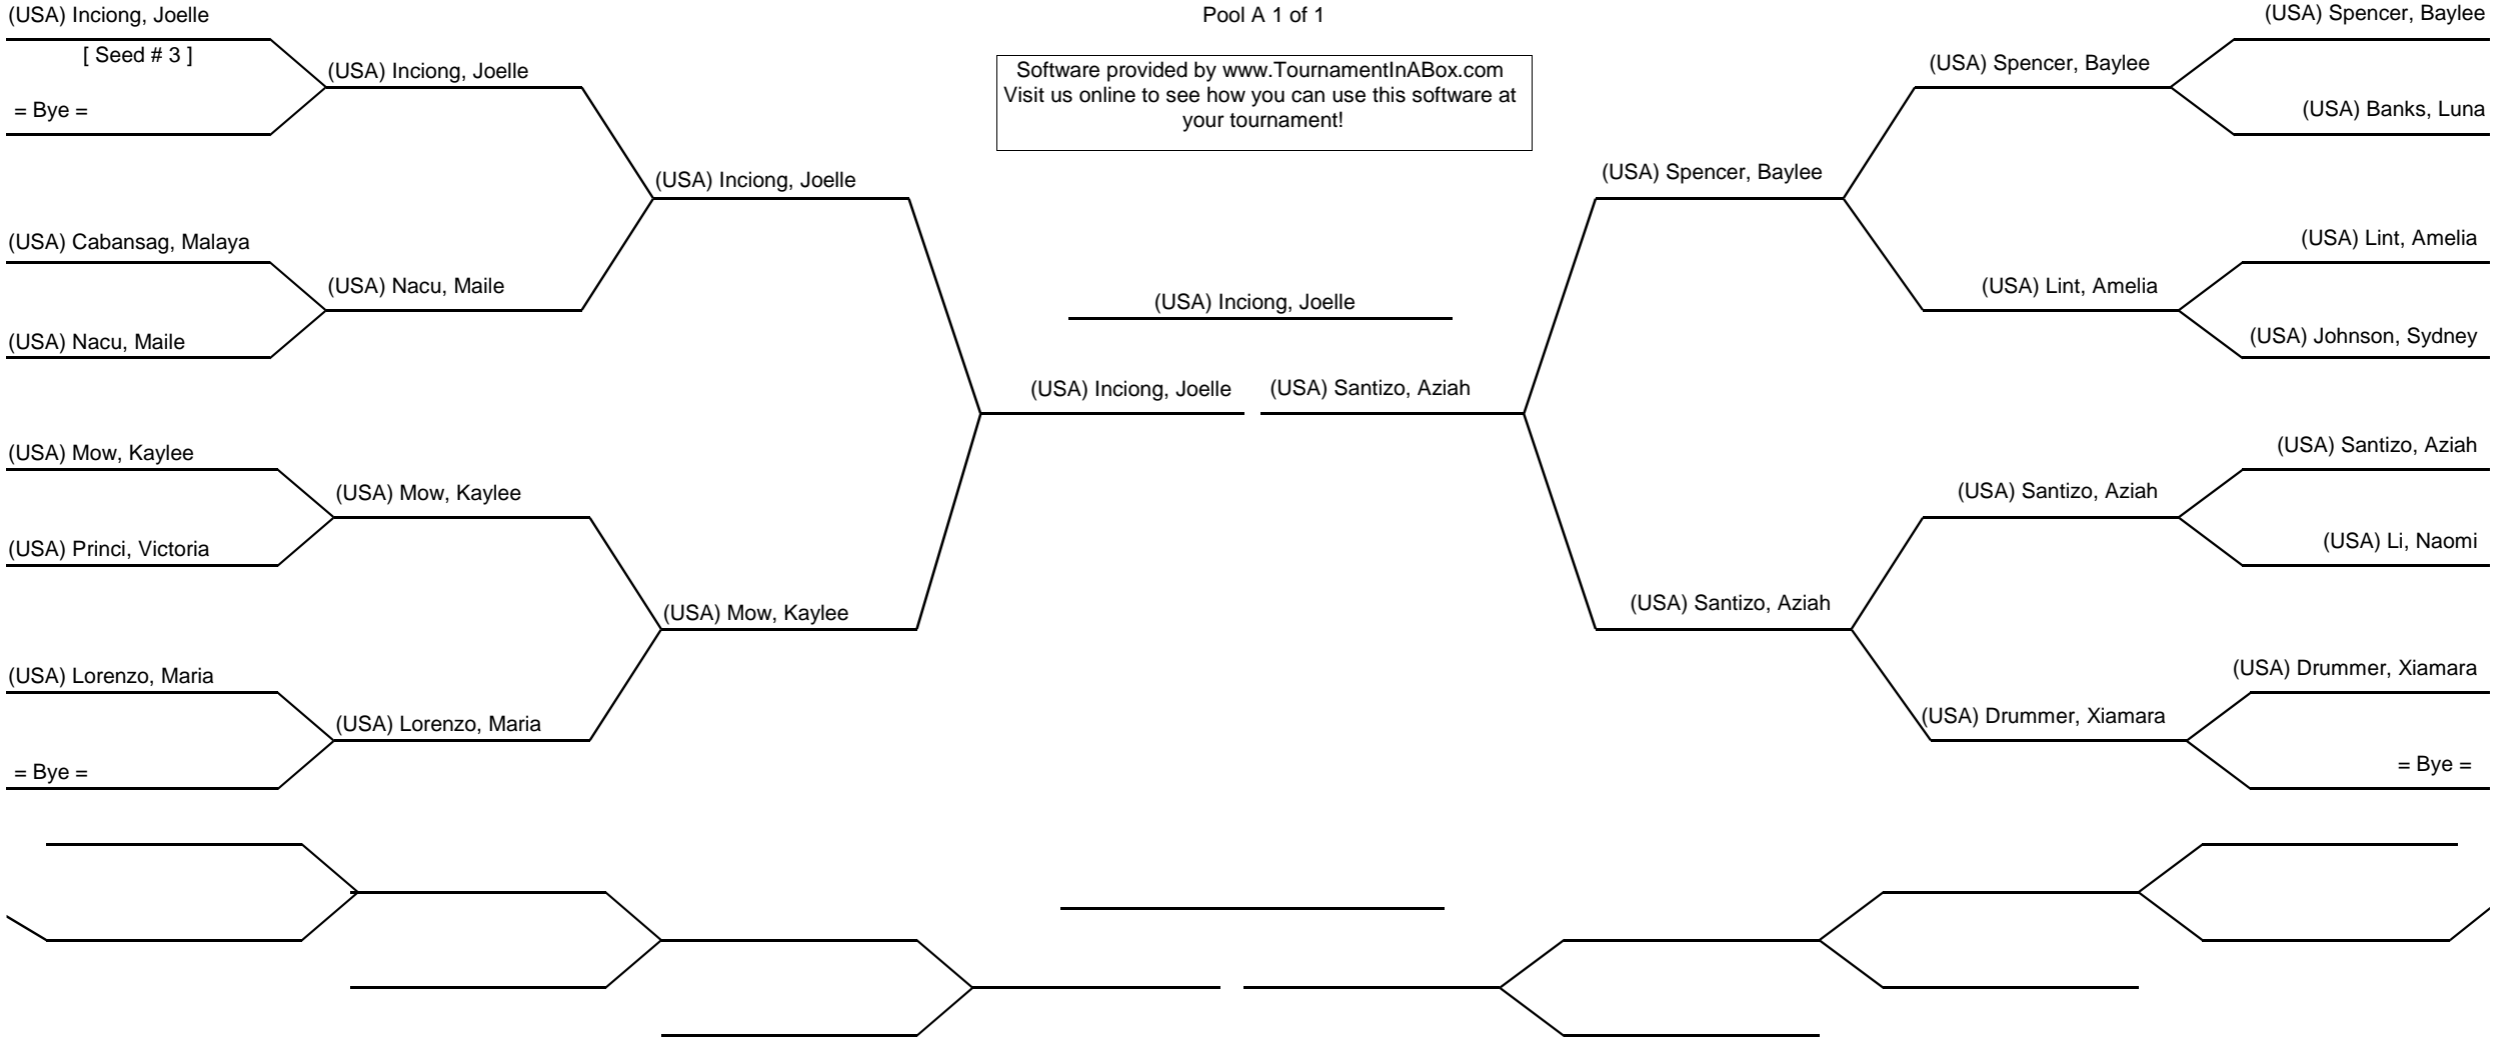 (USA) Inciong, Joelle
[ Seed # 3 ]
= Bye =
(USA) Cabansag, Malaya
(USA) Nacu, Maile
(USA) Mow, Kaylee
(USA) Princi, Victoria
(USA) Lorenzo, Maria
= Bye =
(USA) Inciong, Joelle
(USA) Nacu, Maile
(USA) Mow, Kaylee
(USA) Lorenzo, Maria
(USA) Inciong, Joelle
(USA) Mow, Kaylee
Pool A 1 of 1
Software provided by www.TournamentInABox.com
Visit us online to see how you can use this software at
your tournament!
(USA) Inciong, Joelle
(USA) Inciong, Joelle
(USA) Santizo, Aziah
(USA) Spencer, Baylee
(USA) Santizo, Aziah
(USA) Spencer, Baylee
(USA) Lint, Amelia
(USA) Santizo, Aziah
(USA) Drummer, Xiamara
(USA) Spencer, Baylee
(USA) Banks, Luna
(USA) Lint, Amelia
(USA) Johnson, Sydney
(USA) Santizo, Aziah
(USA) Li, Naomi
(USA) Drummer, Xiamara
= Bye =